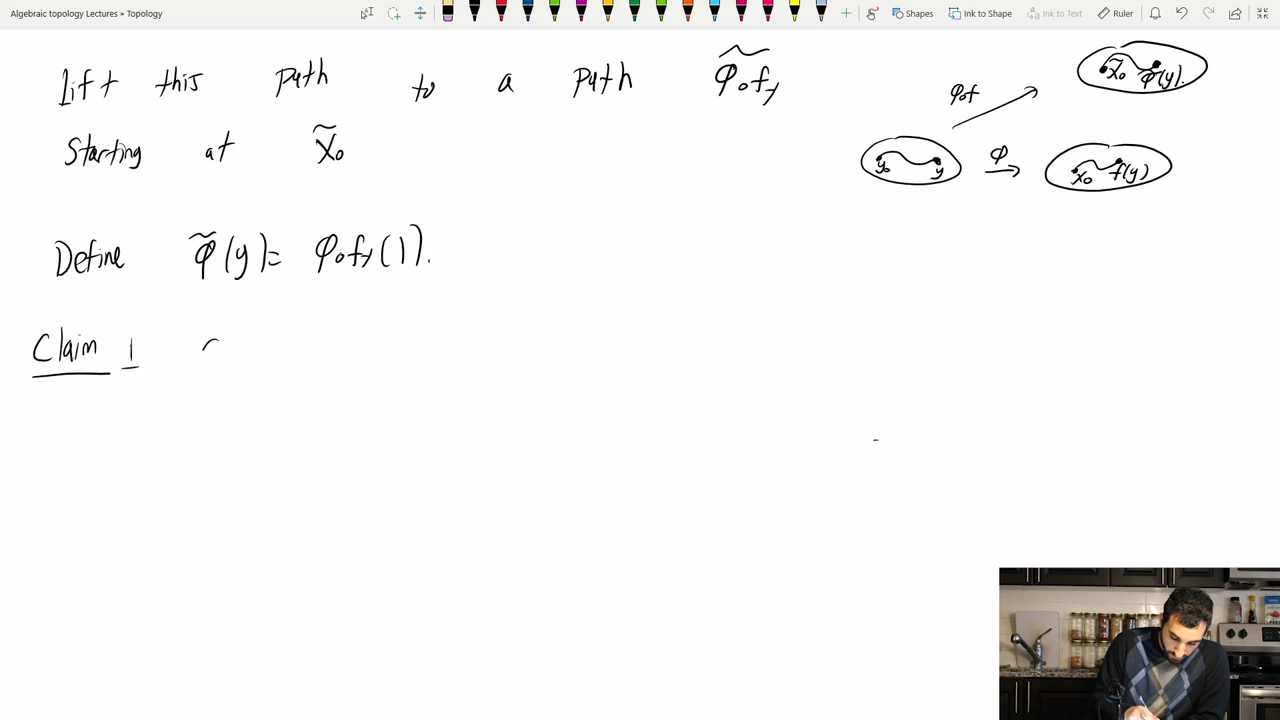 Algebraic topology Lectures - Topology
Shapes
Ink to Shape
Ink to Text
Ruler
Lift this path to a path φ̃∘f_y
Starting at x̃₀
φ∘f
x̃₀ φ̃(y).
y₀ y
φ
x₀ f(y)
Define φ̃(y) = φ∘f_y(1).
Claim 1